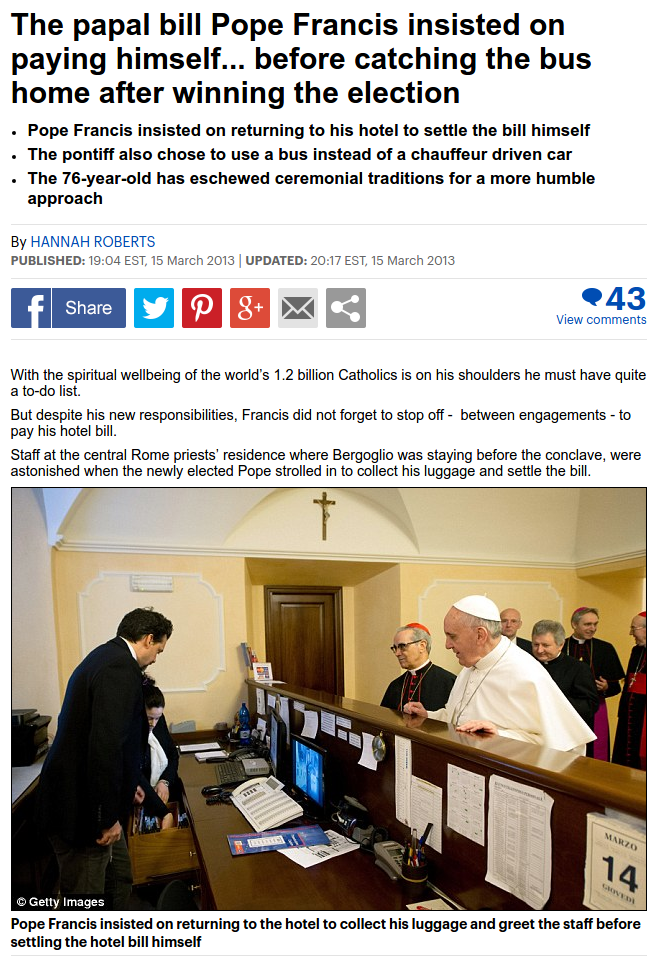 The papal bill Pope Francis insisted on
paying himself... before catching the bus
home after winning the election
Pope Francis insisted on returning to his hotel to settle the bill himself
The pontiff also chose to use a bus instead of a chauffeur driven car
The 76-year-old has eschewed ceremonial traditions for a more humble
approach
By HANNAH ROBERTS
PUBLISHED: 19:04 EST, 15 March 2013 | UPDATED: 20:17 EST, 15 March 2013
f Share
g+
43
View comments
With the spiritual wellbeing of the world's 1.2 billion Catholics is on his shoulders he must have quite
a to-do list.
But despite his new responsibilities, Francis did not forget to stop off - between engagements - to
pay his hotel bill.
Staff at the central Rome priests' residence where Bergoglio was staying before the conclave, were
astonished when the newly elected Pope strolled in to collect his luggage and settle the bill.
MARZO
14
GIOVEDÌ
© Getty Images
Pope Francis insisted on returning to the hotel to collect his luggage and greet the staff before
settling the hotel bill himself